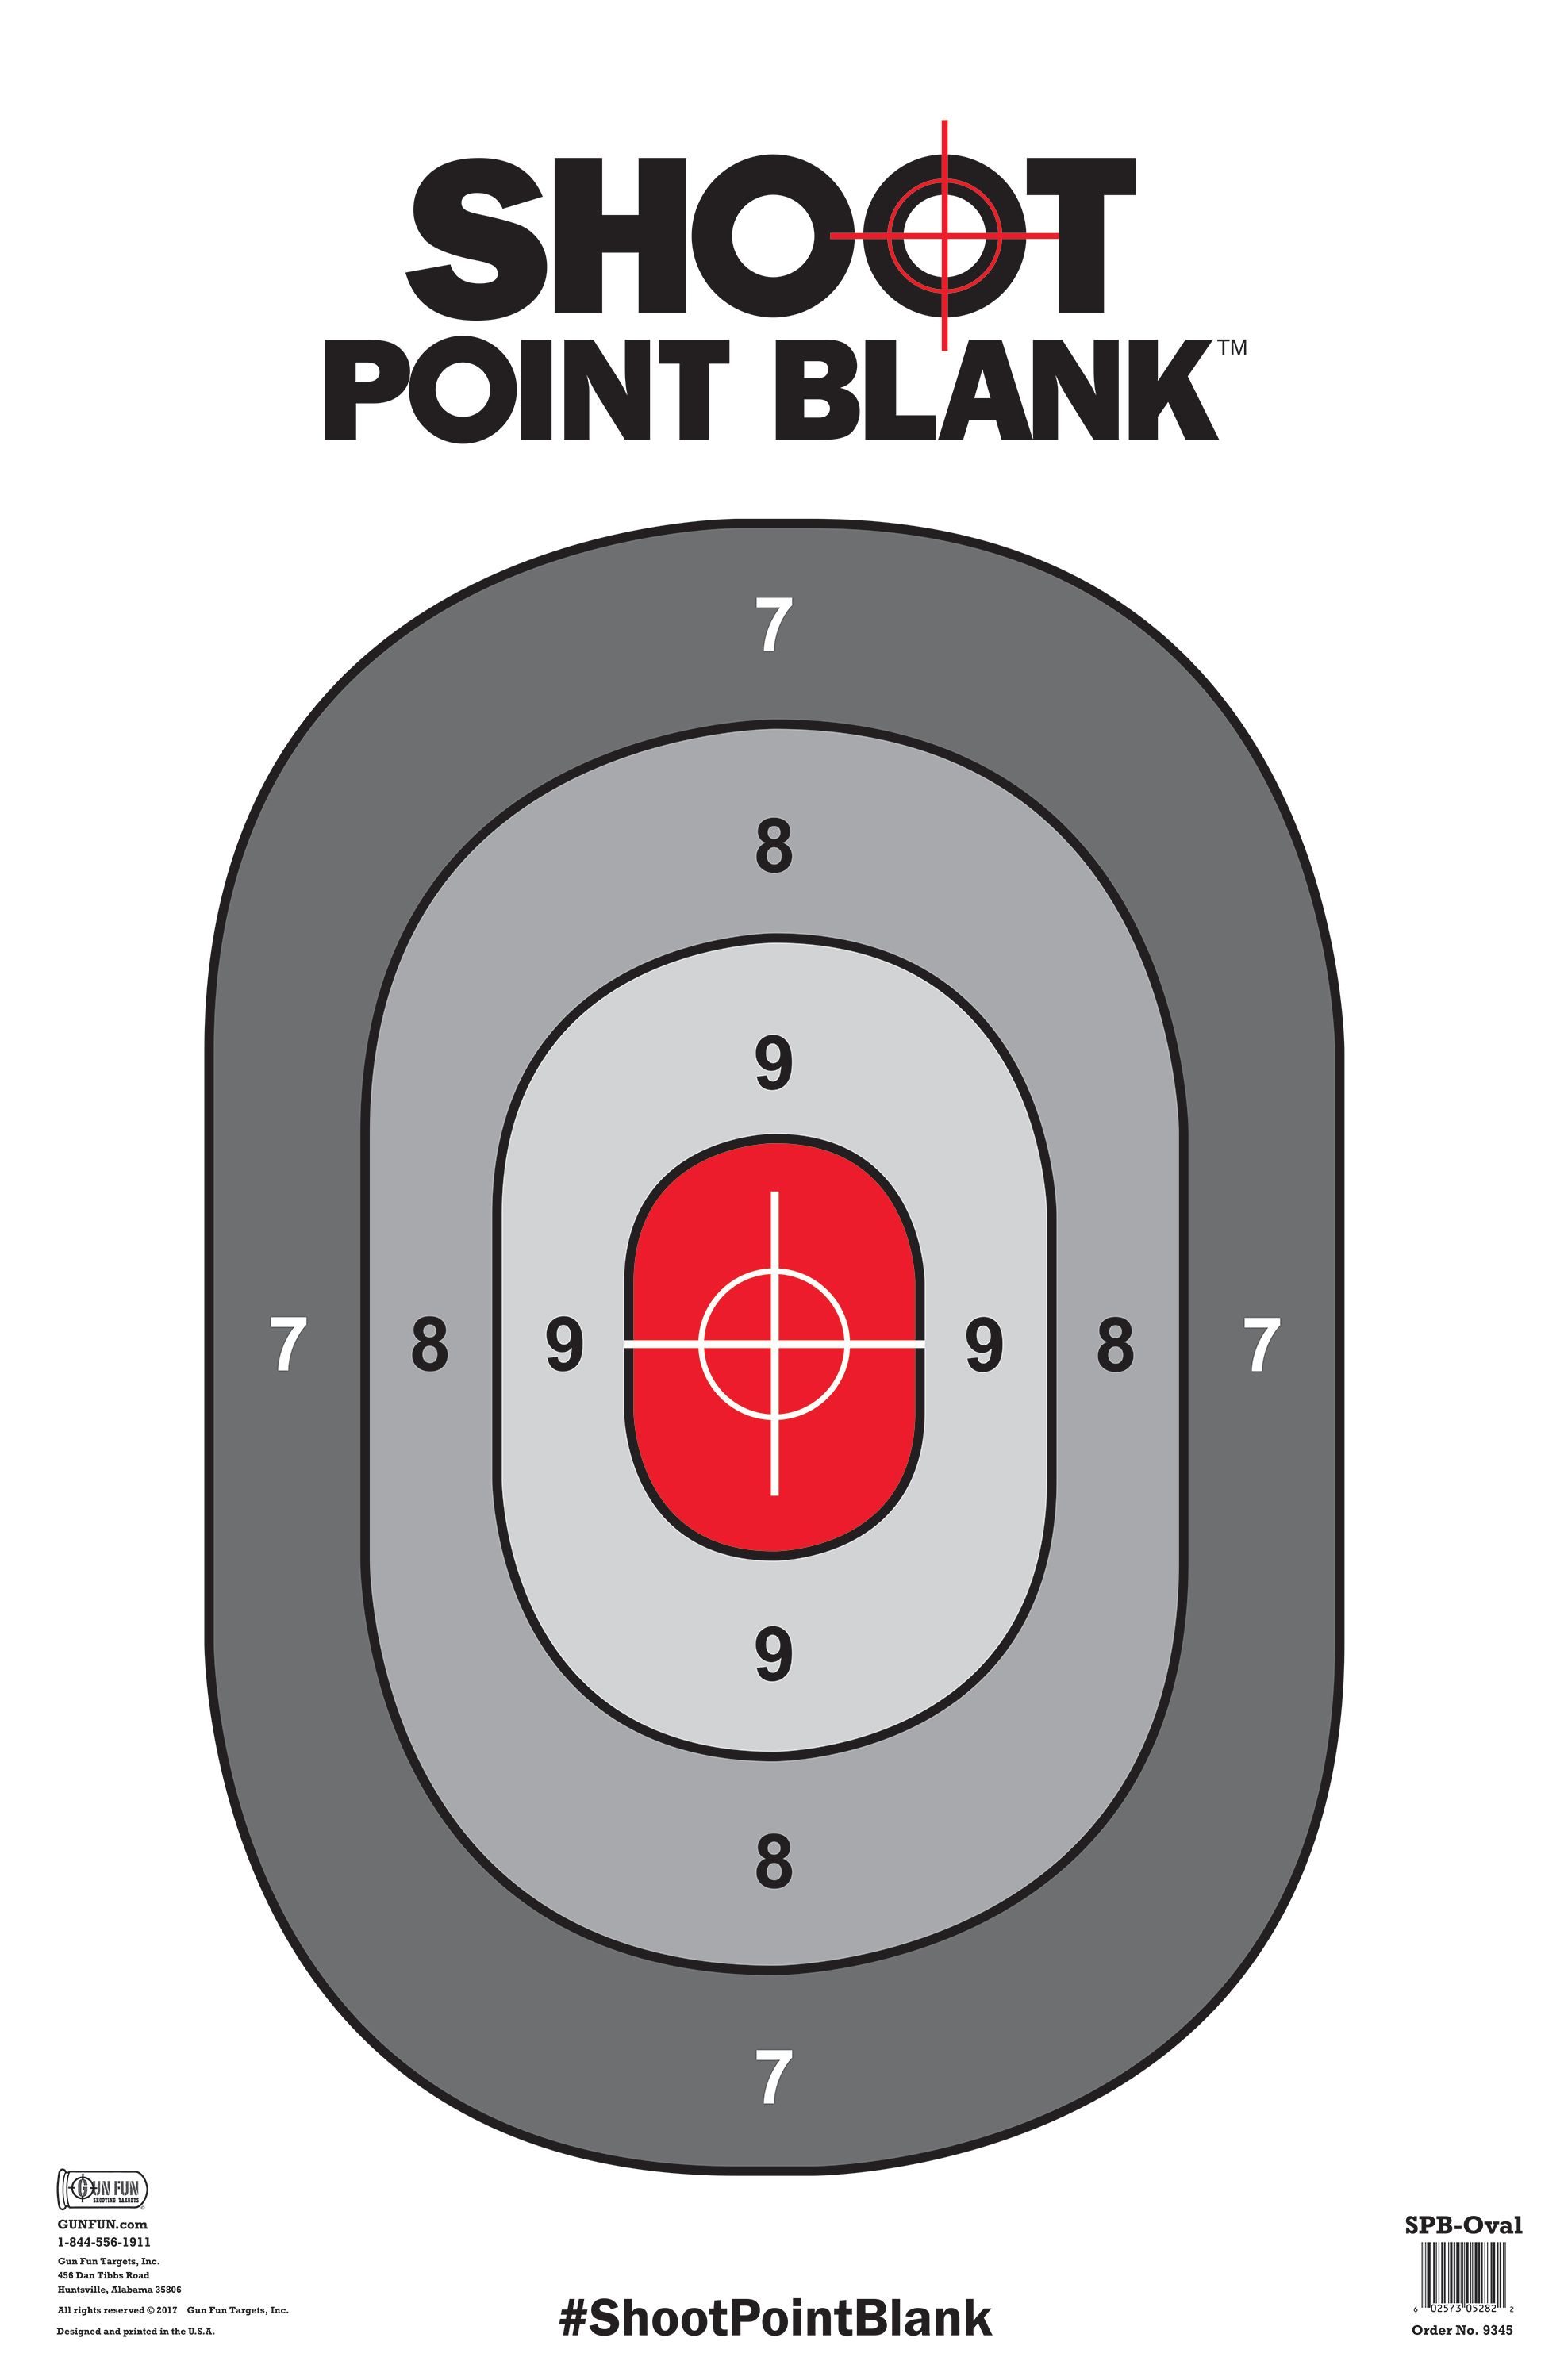 SHOOT
POINT BLANK™
7
8
9
7 8 9 9 8 7
9
8
7
GUN FUN
SHOOTING TARGETS
GUNFUN.com
1-844-556-1911
Gun Fun Targets, Inc.
456 Dan Tibbs Road
Huntsville, Alabama 35806
All rights reserved © 2017 Gun Fun Targets, Inc.
Designed and printed in the U.S.A.
#ShootPointBlank
SPB-Oval
6 02573 05282 2
Order No. 9345